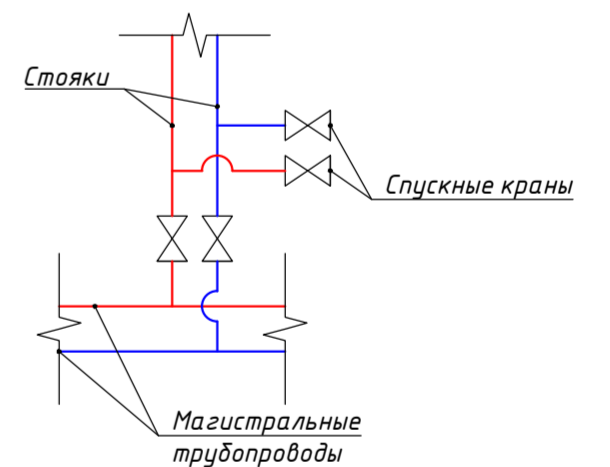 Стояки
Спускные краны
Магистральные
трубопроводы